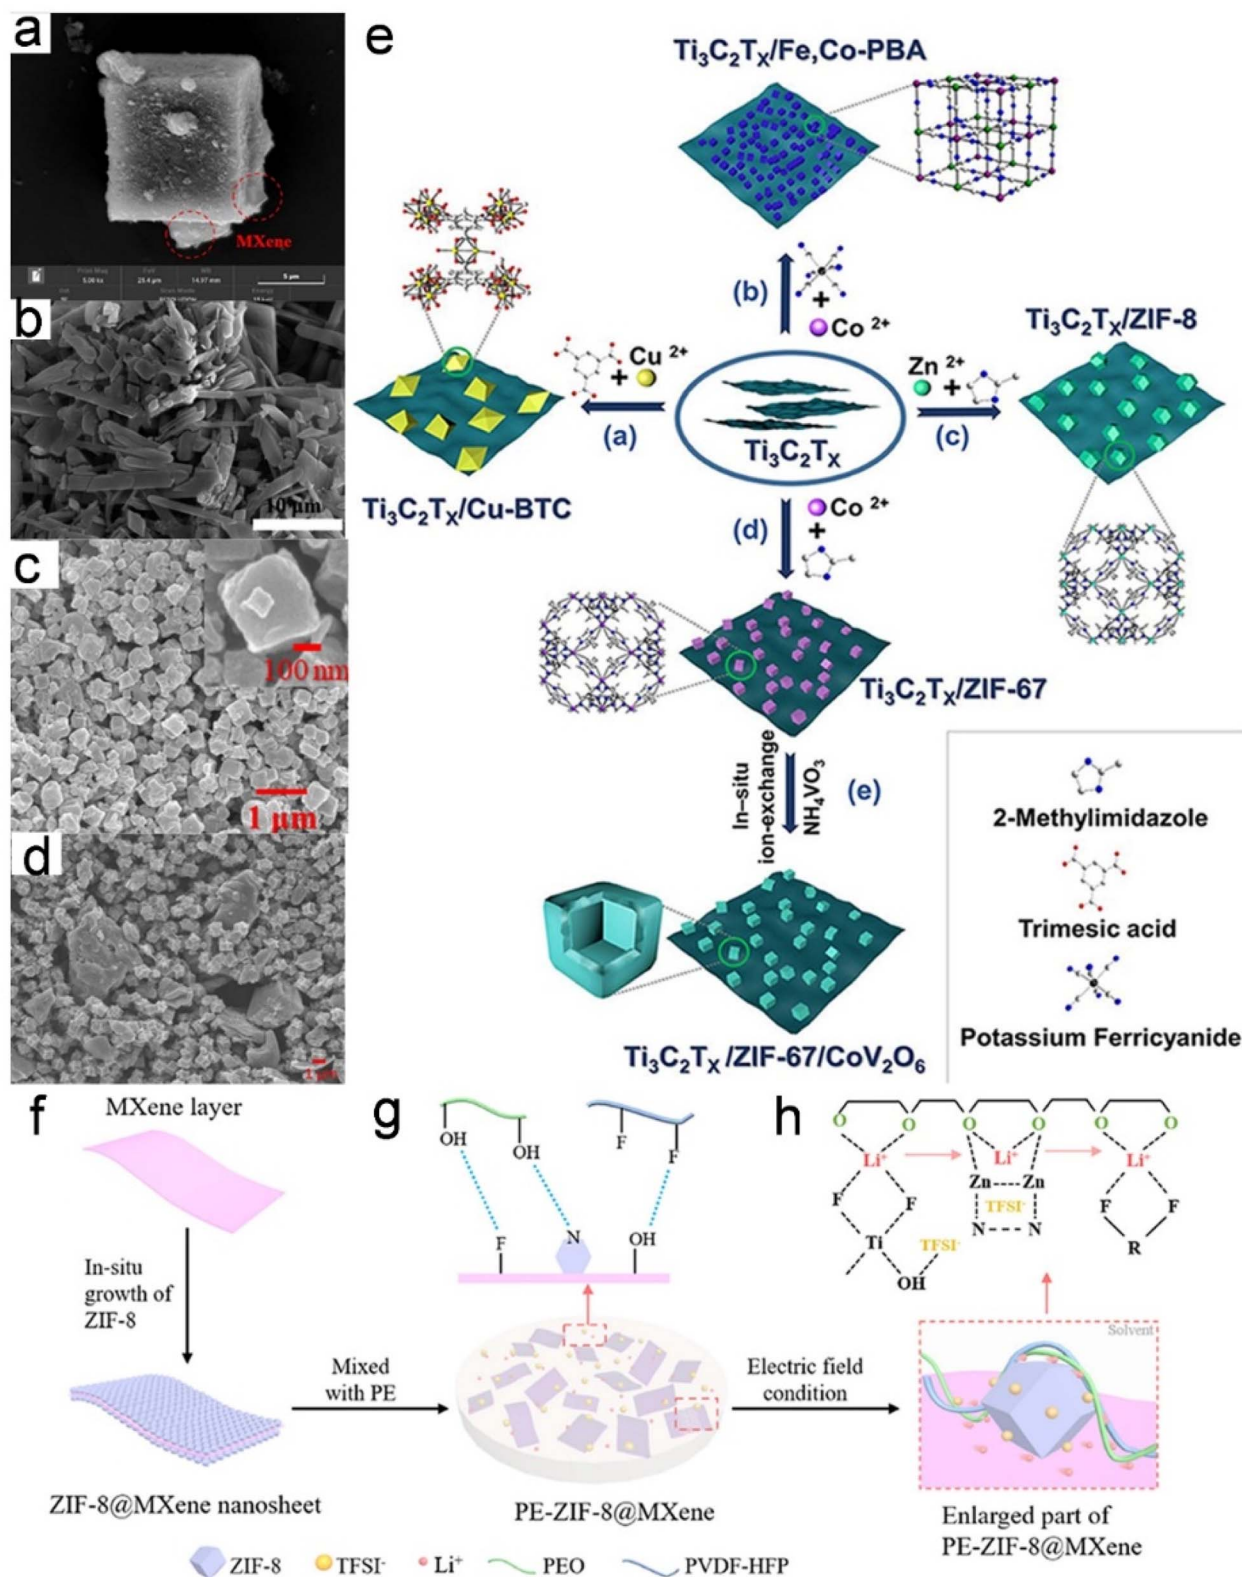 a
MXene
5 µm
b
10 µm
c
100 nm
1 µm
d
1 µm
e
Ti₃C₂Tₓ/Fe,Co-PBA
(b)
+
Co ²⁺
Cu ²⁺
+
(a)
Ti₃C₂Tₓ/Cu-BTC
Ti₃C₂Tₓ
Ti₃C₂Tₓ/ZIF-8
Zn ²⁺
+
(c)
(d)
Co ²⁺
+
Ti₃C₂Tₓ/ZIF-67
In-situ
ion-exchange
NH₄VO₃
(e)
Ti₃C₂Tₓ /ZIF-67/CoV₂O₆
2-Methylimidazole
Trimesic acid
Potassium Ferricyanide
f
MXene layer
In-situ
growth of
ZIF-8
ZIF-8@MXene nanosheet
Mixed
with PE
g
OH
OH
F
F
F
N
OH
PE-ZIF-8@MXene
Electric field
condition
h
O O O O O O
Li⁺ Li⁺ Li⁺
Zn Zn
F F TFSI⁻ F F
N N
Ti TFSI⁻ R
OH
Solvent
Enlarged part of
PE-ZIF-8@MXene
ZIF-8 TFSI⁻ Li⁺ PEO PVDF-HFP